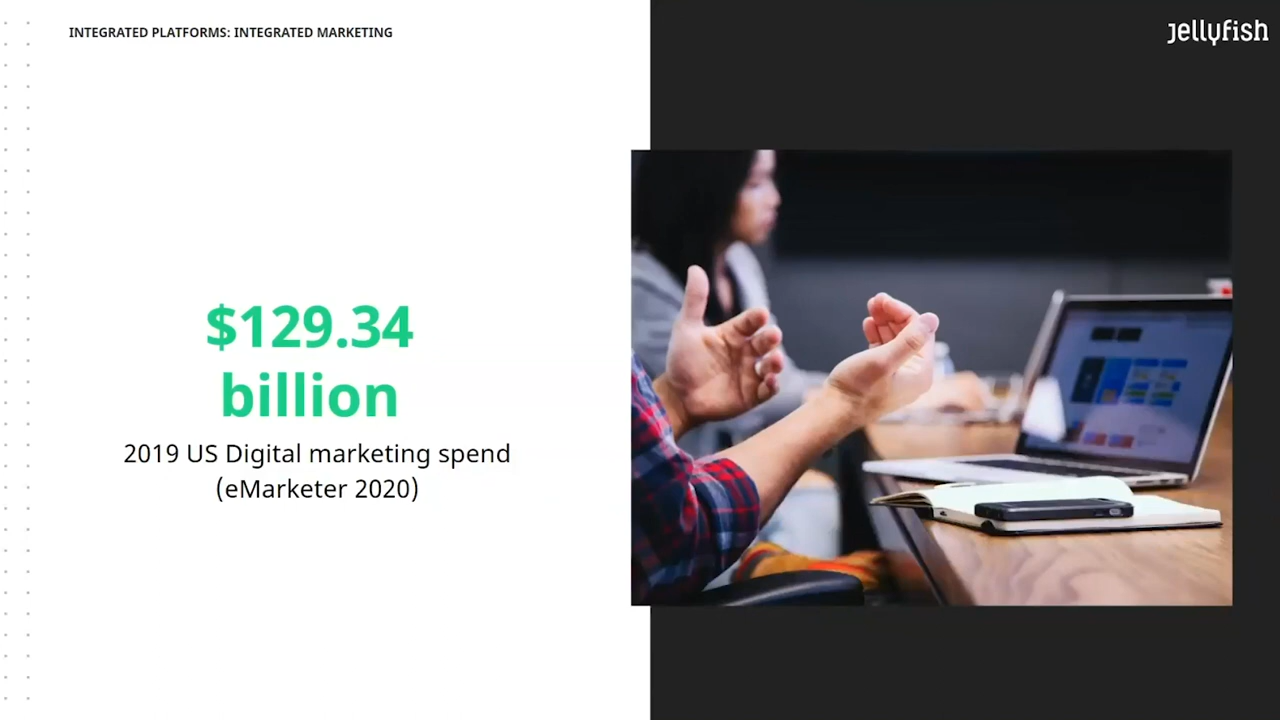 INTEGRATED PLATFORMS: INTEGRATED MARKETING
jellyfish
$129.34
billion
2019 US Digital marketing spend
(eMarketer 2020)